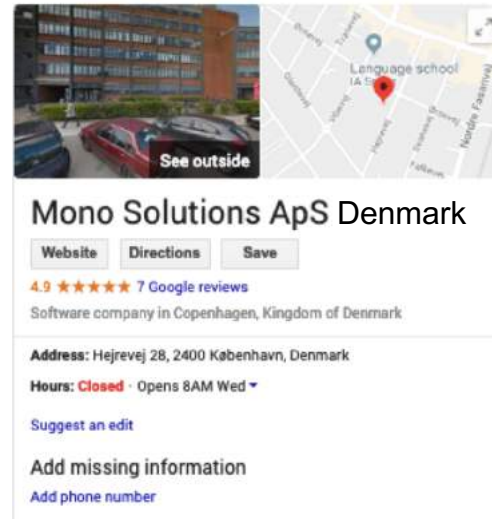 Language school
See outside
Mono Solutions ApS Denmark
Website Directions Save
4.9 ★★★★★ 7 Google reviews
Software company in Copenhagen, Kingdom of Denmark
Address: Hejrevej 28, 2400 København, Denmark
Hours: Closed · Opens 8AM Wed
Suggest an edit
Add missing information
Add phone number